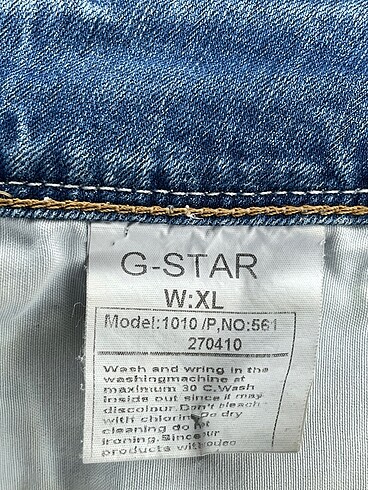 G-STAR
W:XL
Model:1010 /P,NO:561
270410
Wash and wring in the
washingmachine at
maximum 30 C.Wash
inside out since it may
discolour.Don't bleach
with chlorine Do dry
cleaning do not
ironing.Since
products with